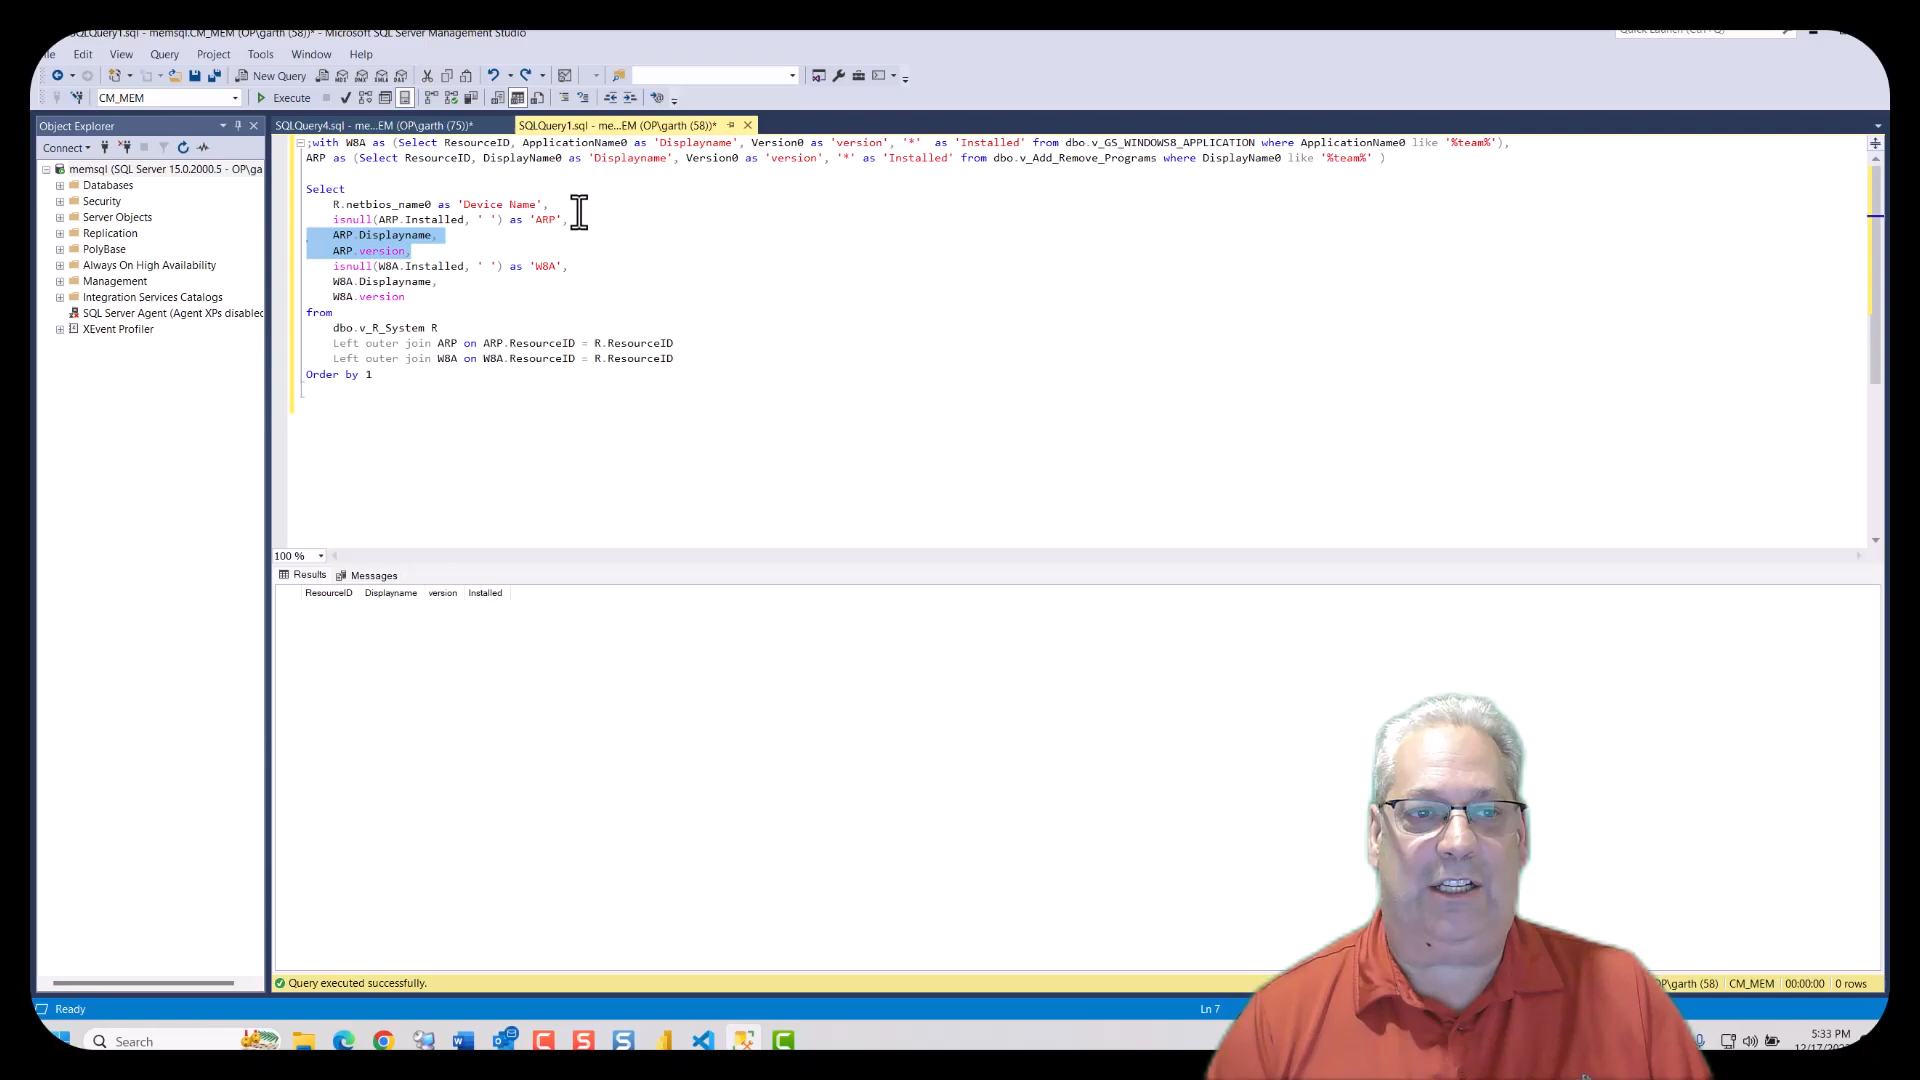 SQLQuery1.sql - memsql.CM_MEM (OP\garth (58))* - Microsoft SQL Server Management Studio
Quick Launch (Ctrl+Q)
Edit View Query Project Tools Window Help
New Query
CM_MEM Execute
Object Explorer
SQLQuery4.sql - me...EM (OP\garth (75))* SQLQuery1.sql - me...EM (OP\garth (58))*
Connect
memsql (SQL Server 15.0.2000.5 - OP\ga
Databases
Security
Server Objects
Replication
PolyBase
Always On High Availability
Management
Integration Services Catalogs
SQL Server Agent (Agent XPs disabled
XEvent Profiler
;with W8A as (Select ResourceID, ApplicationName0 as 'Displayname', Version0 as 'version', '*' as 'Installed' from dbo.v_GS_WINDOWS8_APPLICATION where ApplicationName0 like '%team%'),
ARP as (Select ResourceID, DisplayName0 as 'Displayname', Version0 as 'version', '*' as 'Installed' from dbo.v_Add_Remove_Programs where DisplayName0 like '%team%' )
Select
R.netbios_name0 as 'Device Name',
isnull(ARP.Installed, ' ') as 'ARP',
ARP.Displayname,
ARP.version,
isnull(W8A.Installed, ' ') as 'W8A',
W8A.Displayname,
W8A.version
from
dbo.v_R_System R
Left outer join ARP on ARP.ResourceID = R.ResourceID
Left outer join W8A on W8A.ResourceID = R.ResourceID
Order by 1
100 %
Results Messages
ResourceID Displayname version Installed
Query executed successfully.
OP\garth (58) CM_MEM 00:00:00 0 rows
Ready
Ln 7
Search
5:33 PM